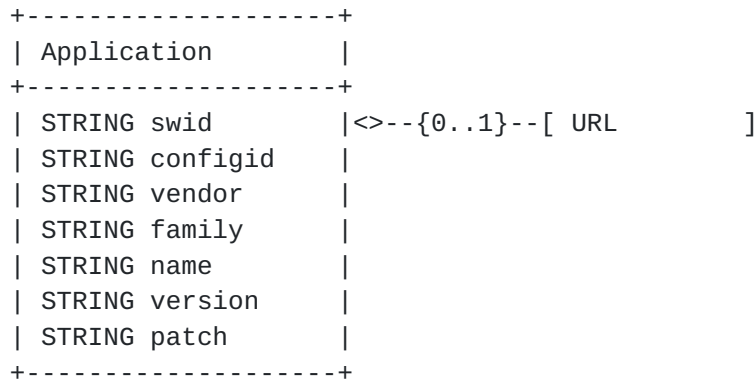 +--------------------+
| Application        |
+--------------------+
| STRING swid        |<>--{0..1}--[ URL        ]
| STRING configid    |
| STRING vendor      |
| STRING family      |
| STRING name        |
| STRING version     |
| STRING patch       |
+--------------------+